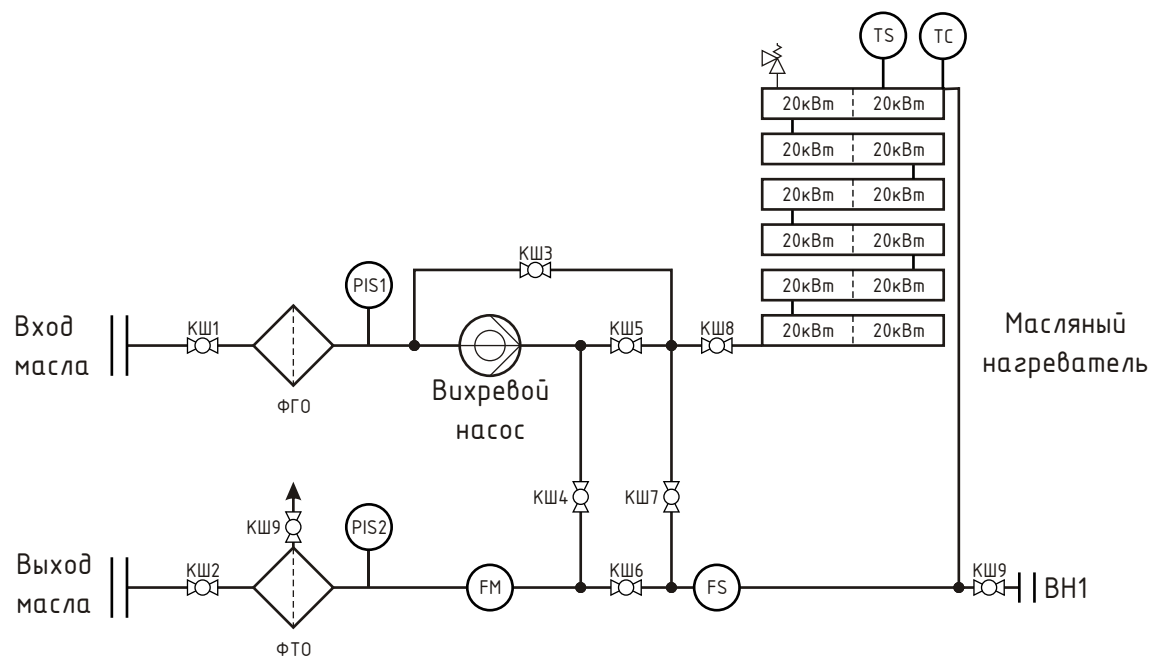 TS TC
20кВт 20кВт
20кВт 20кВт
20кВт 20кВт
20кВт 20кВт
20кВт 20кВт
20кВт 20кВт
КШ3
PIS1
Вход
масла
КШ1
КШ5
КШ8
Масляный
нагреватель
ФГО
Вихревой
насос
КШ4
КШ7
КШ9
PIS2
Выход
масла
КШ2
FM
КШ6
FS
КШ9
ВН1
ФТО